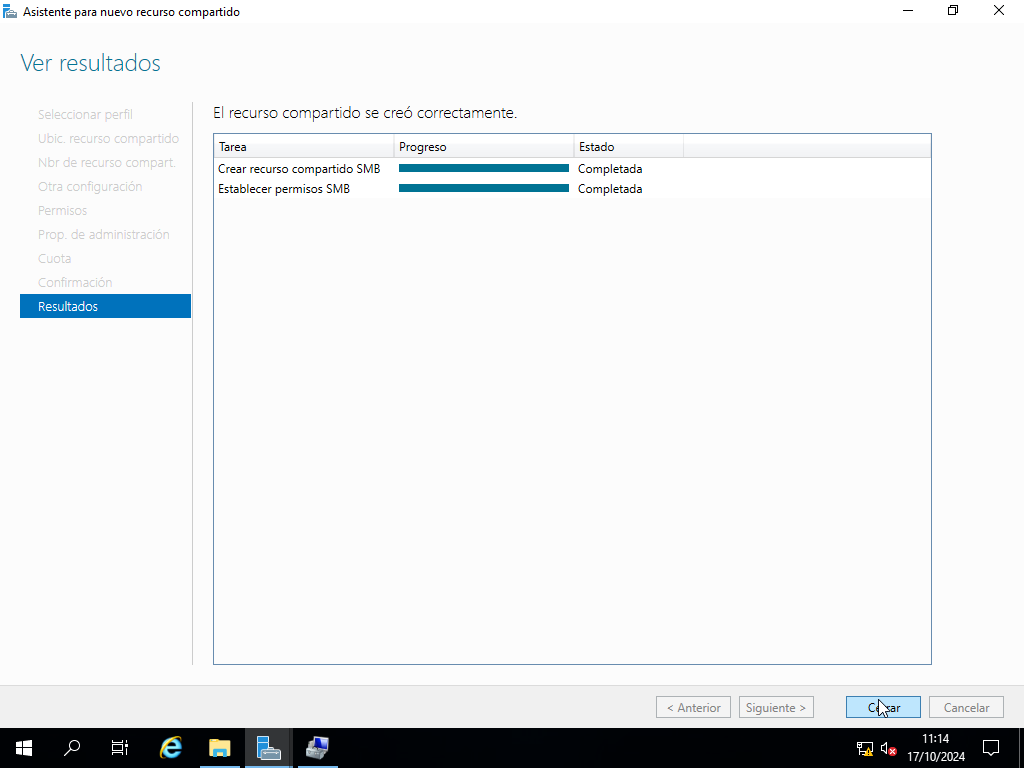 Asistente para nuevo recurso compartido
Ver resultados
Seleccionar perfil
Ubic. recurso compartido
Nbr de recurso compart.
Otra configuración
Permisos
Prop. de administración
Cuota
Confirmación
Resultados
El recurso compartido se creó correctamente.
Tarea Progreso Estado
Crear recurso compartido SMB Completada
Establecer permisos SMB Completada
< Anterior Siguiente > Cancelar
11:14
17/10/2024